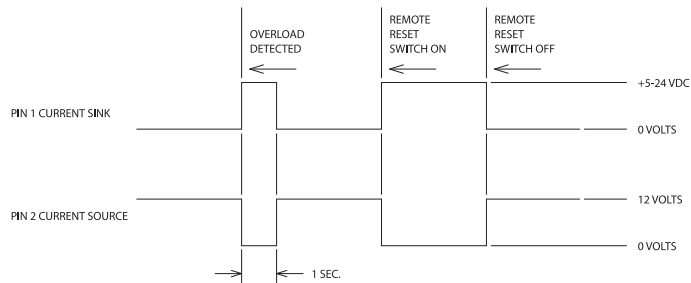 OVERLOAD
DETECTED
REMOTE
RESET
SWITCH ON
REMOTE
RESET
SWITCH OFF
+5-24 VDC
PIN 1 CURRENT SINK
0 VOLTS
12 VOLTS
PIN 2 CURRENT SOURCE
0 VOLTS
1 SEC.